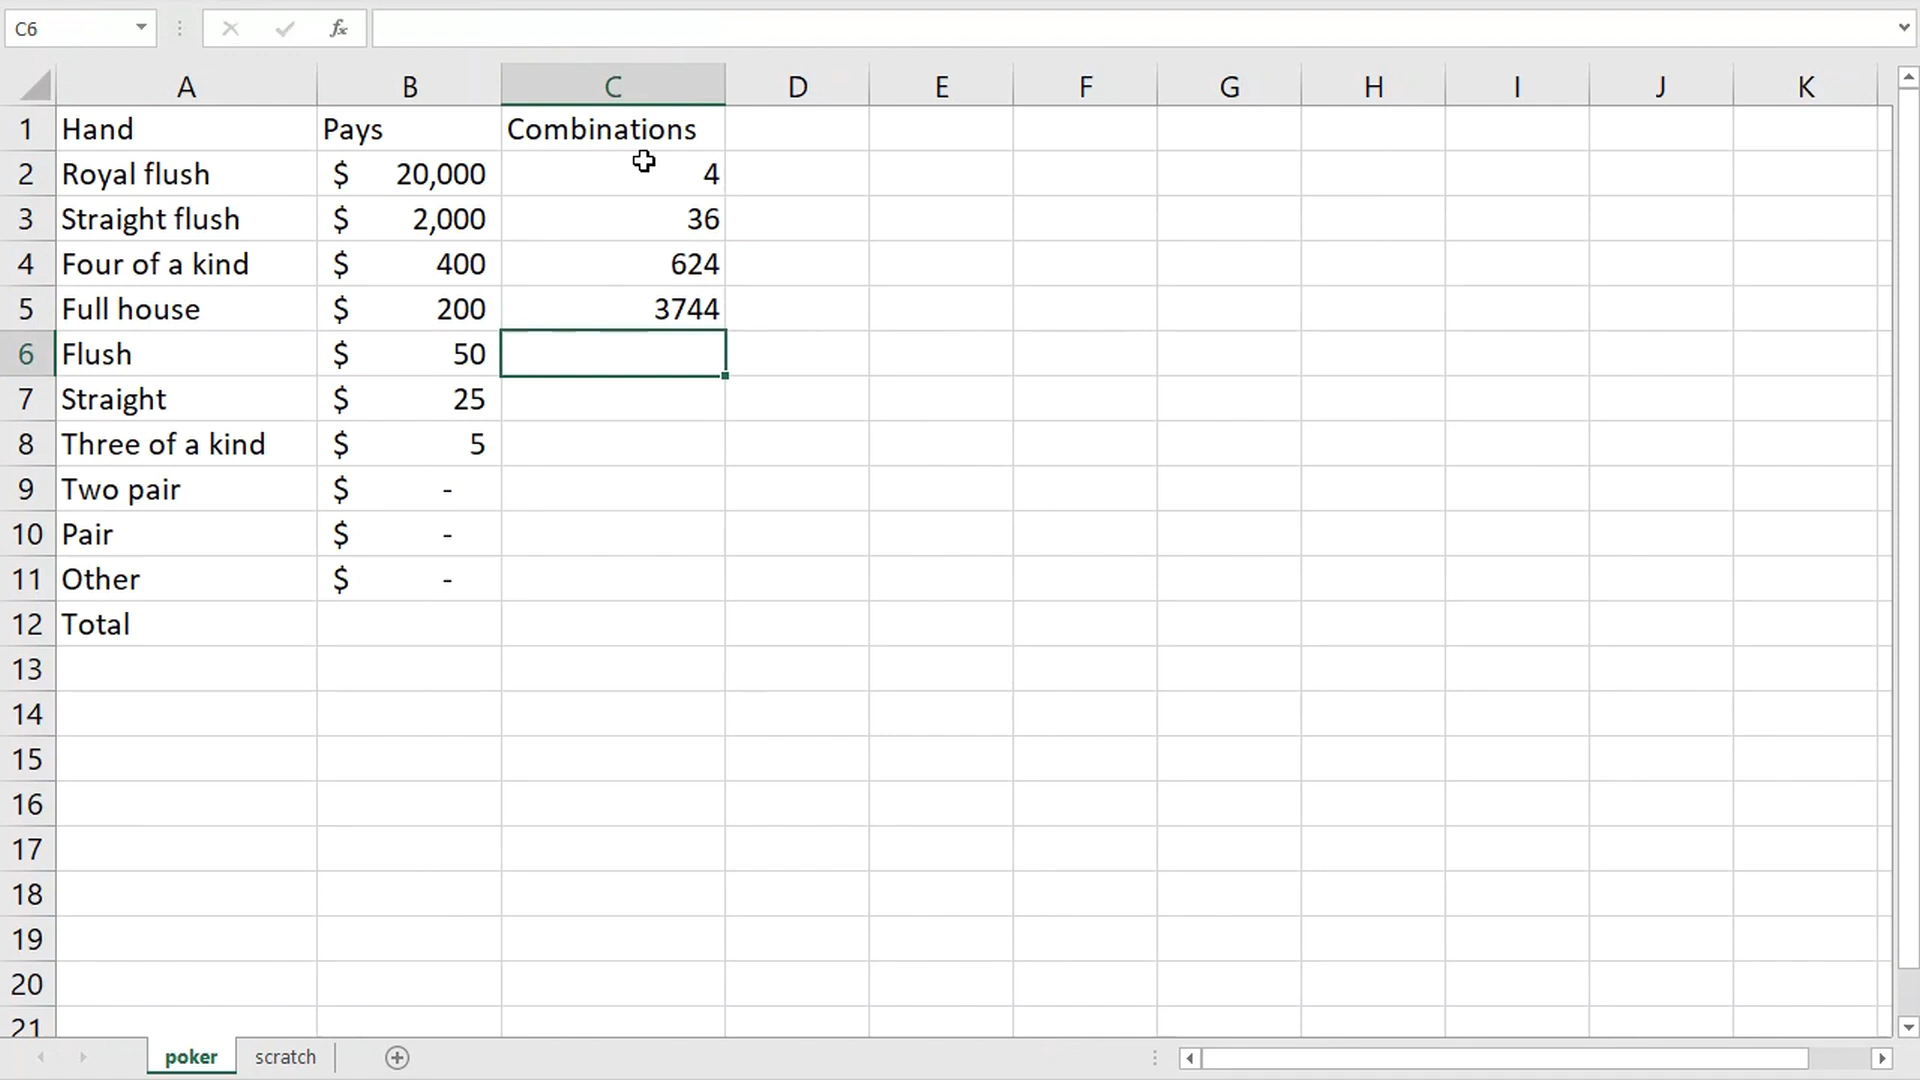 C6
fx
A B C D E F G H I J K
1 Hand Pays Combinations
2 Royal flush $ 20,000 4
3 Straight flush $ 2,000 36
4 Four of a kind $ 400 624
5 Full house $ 200 3744
6 Flush $ 50
7 Straight $ 25
8 Three of a kind $ 5
9 Two pair $ -
10 Pair $ -
11 Other $ -
12 Total
13
14
15
16
17
18
19
20
21
poker scratch